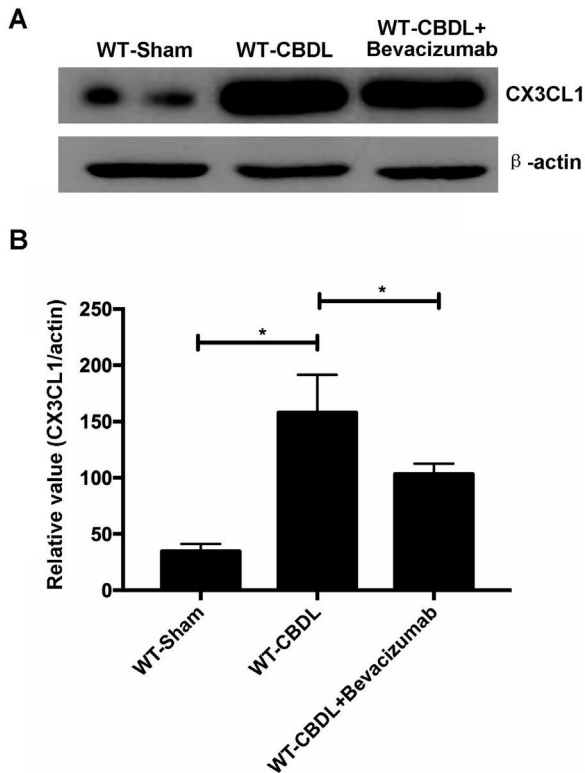 A
WT-Sham
WT-CBDL
WT-CBDL+
Bevacizumab
CX3CL1
β-actin
B
Relative value (CX3CL1/actin)
250
200
150
100
50
0
*
*
WT-Sham
WT-CBDL
WT-CBDL+Bevacizumab